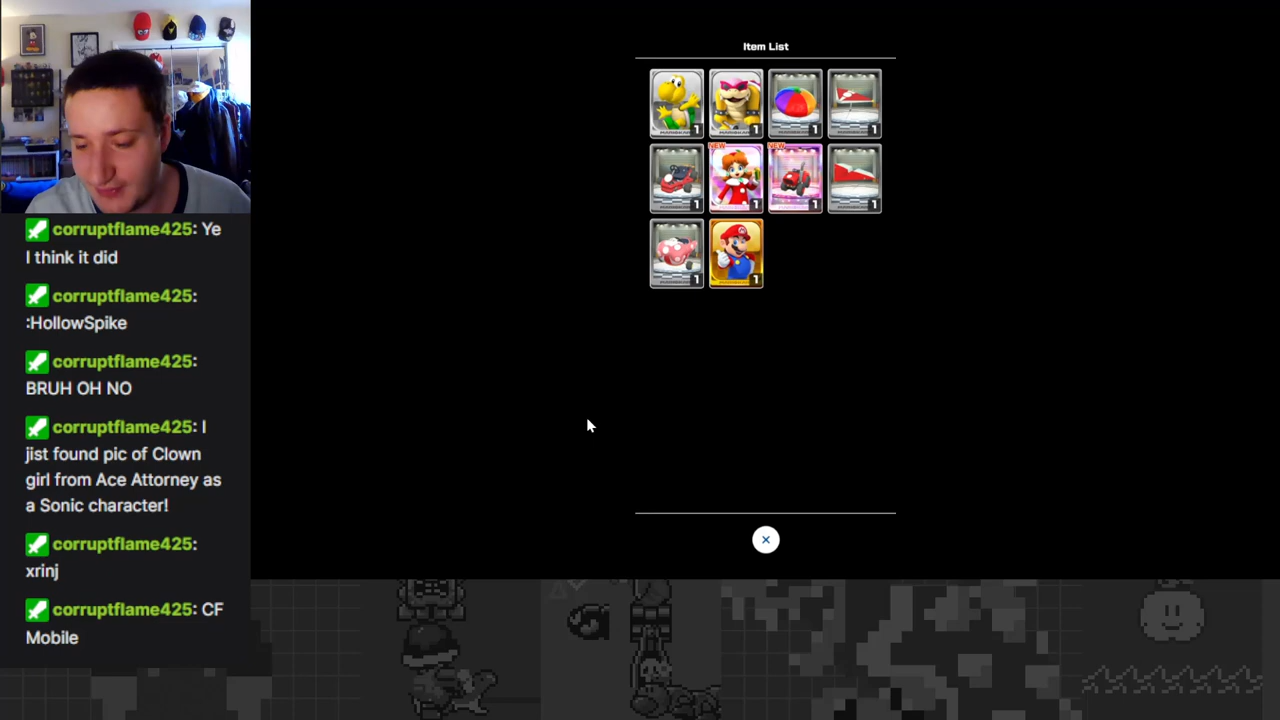 Item List
1 1 1 1
NEW NEW
1 1 1 1
1 1
corruptflame425: Ye
I think it did
corruptflame425:
:HollowSpike
corruptflame425:
BRUH OH NO
corruptflame425: I
jist found pic of Clown
girl from Ace Attorney as
a Sonic character!
corruptflame425:
xrinj
corruptflame425: CF
Mobile